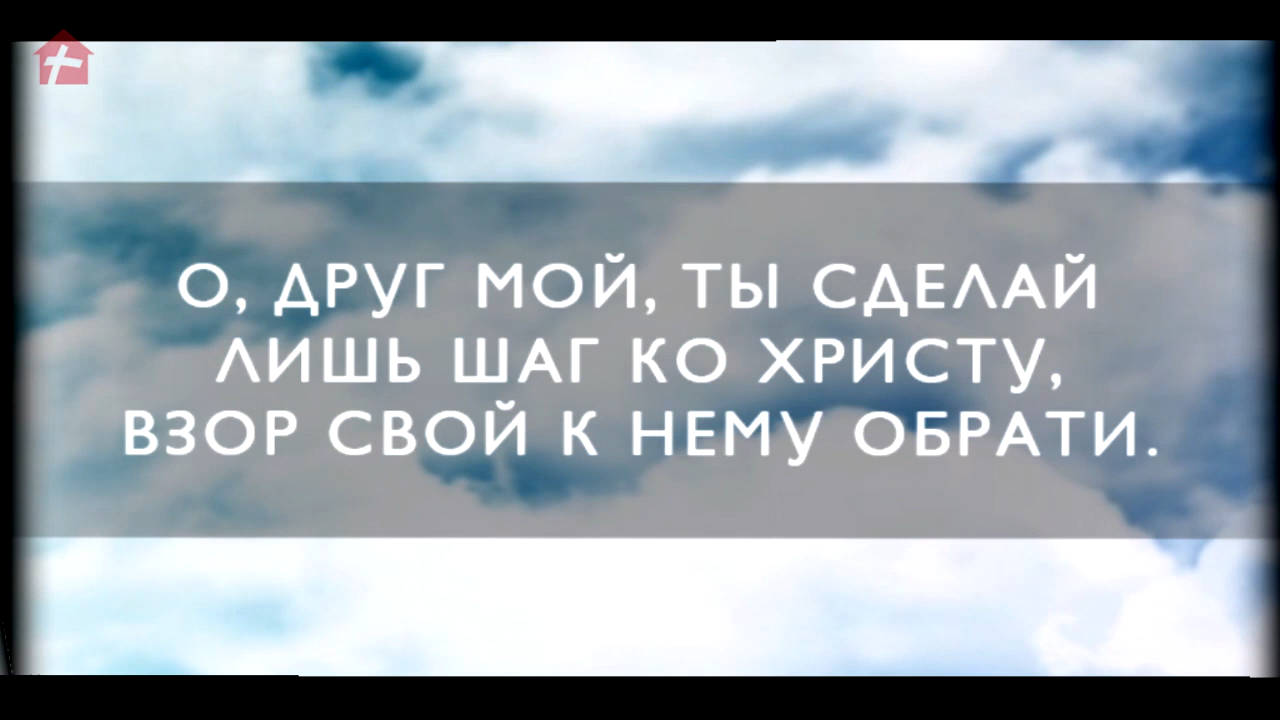 О, ДРУГ МОЙ, ТЫ СДЕЛАЙ
ЛИШЬ ШАГ КО ХРИСТУ,
ВЗОР СВОЙ К НЕМУ ОБРАТИ.